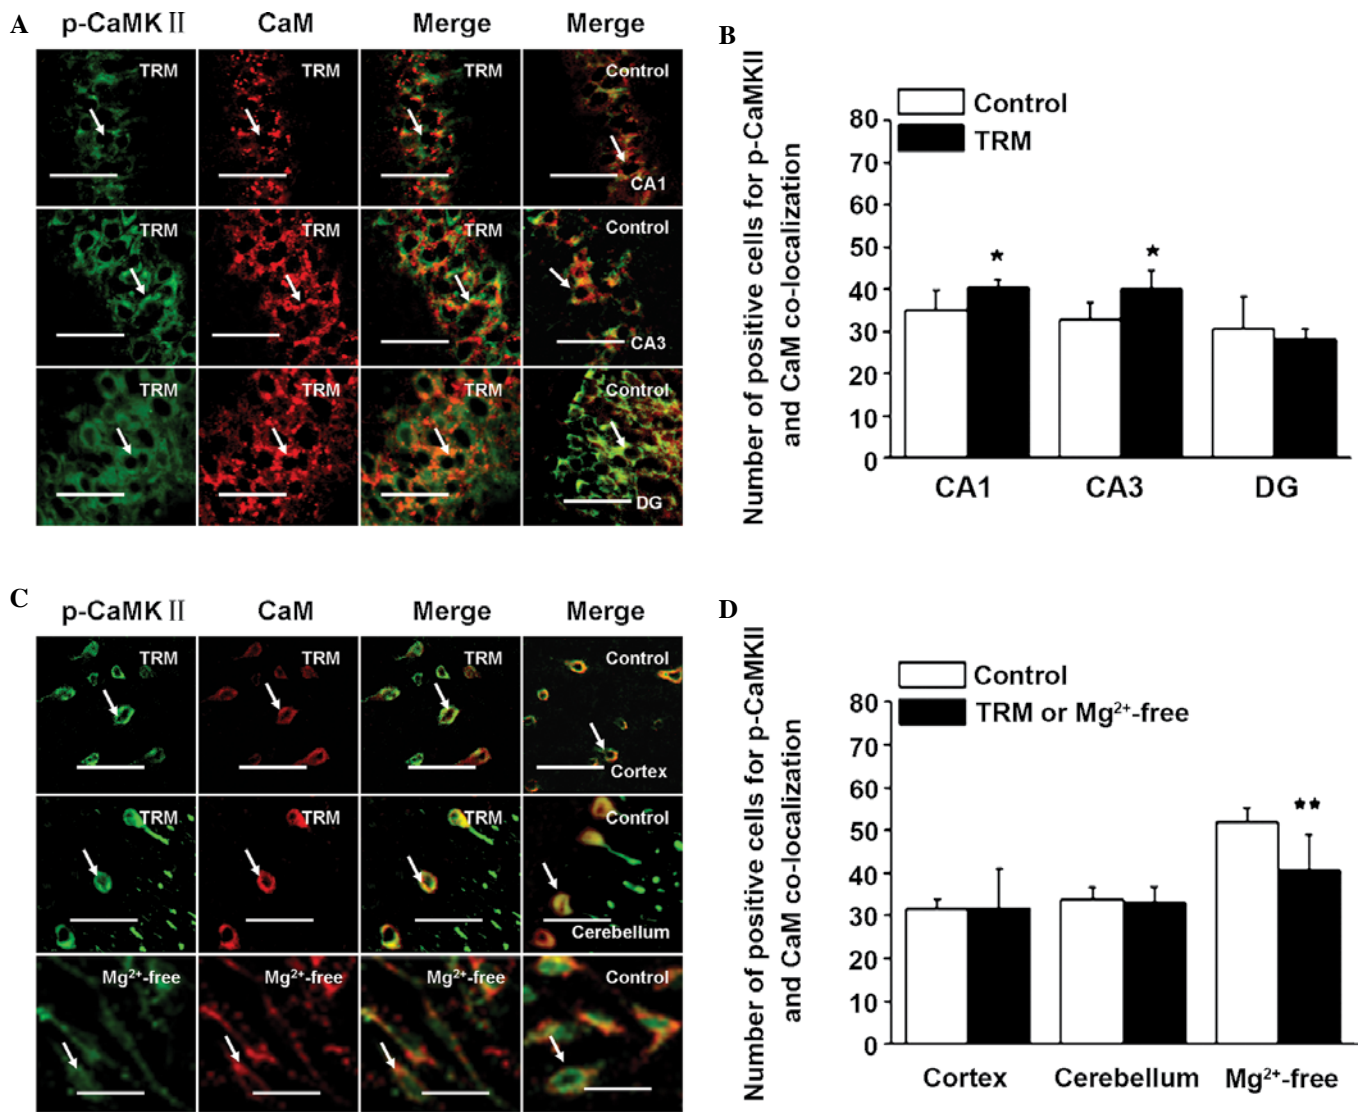 A
p-CaMKⅡ CaM Merge Merge
TRM TRM TRM Control
CA1
TRM TRM TRM Control
CA3
TRM TRM TRM Control
DG
B
Number of positive cells for p-CaMKII
and CaM co-localization
Control
TRM
80
70
60
50
40
30
20
10
0
★ ★
CA1 CA3 DG
C
p-CaMKⅡ CaM Merge Merge
TRM TRM TRM Control
Cortex
TRM TRM TRM Control
Cerebellum
Mg²⁺-free Mg²⁺-free Mg²⁺-free Control
D
Number of positive cells for p-CaMKII
and CaM co-localization
Control
TRM or Mg²⁺-free
80
70
60
50
40
30
20
10
0
★★
Cortex Cerebellum Mg²⁺-free